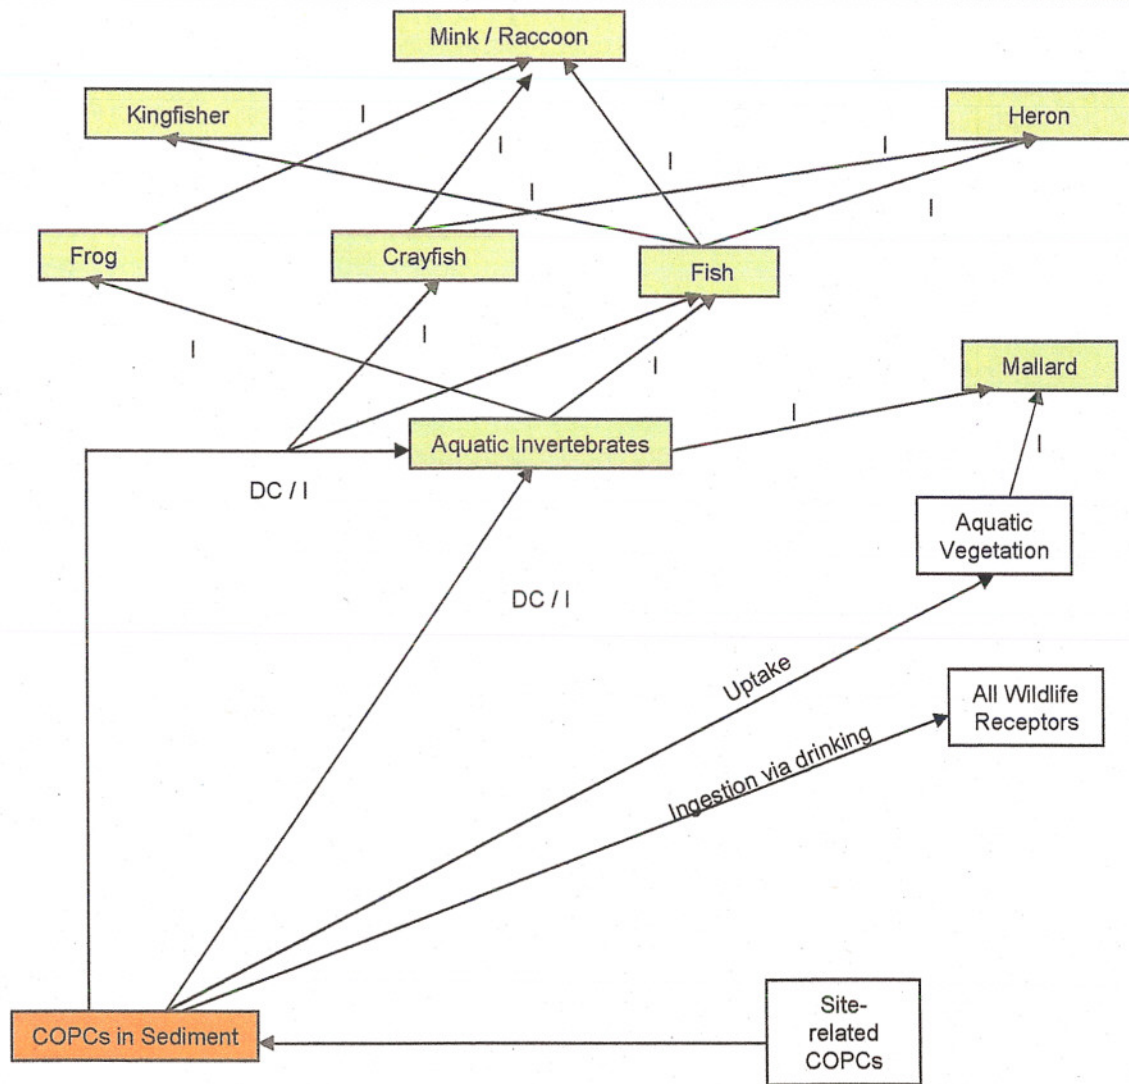 Mink / Raccoon
Kingfisher
Heron
I
I
I
I
I
I
Frog
Crayfish
Fish
I
I
I
Mallard
I
I
Aquatic Invertebrates
DC / I
Aquatic
Vegetation
DC / I
Uptake
All Wildlife
Receptors
Ingestion via drinking
COPCs in Sediment
Site-
related
COPCs